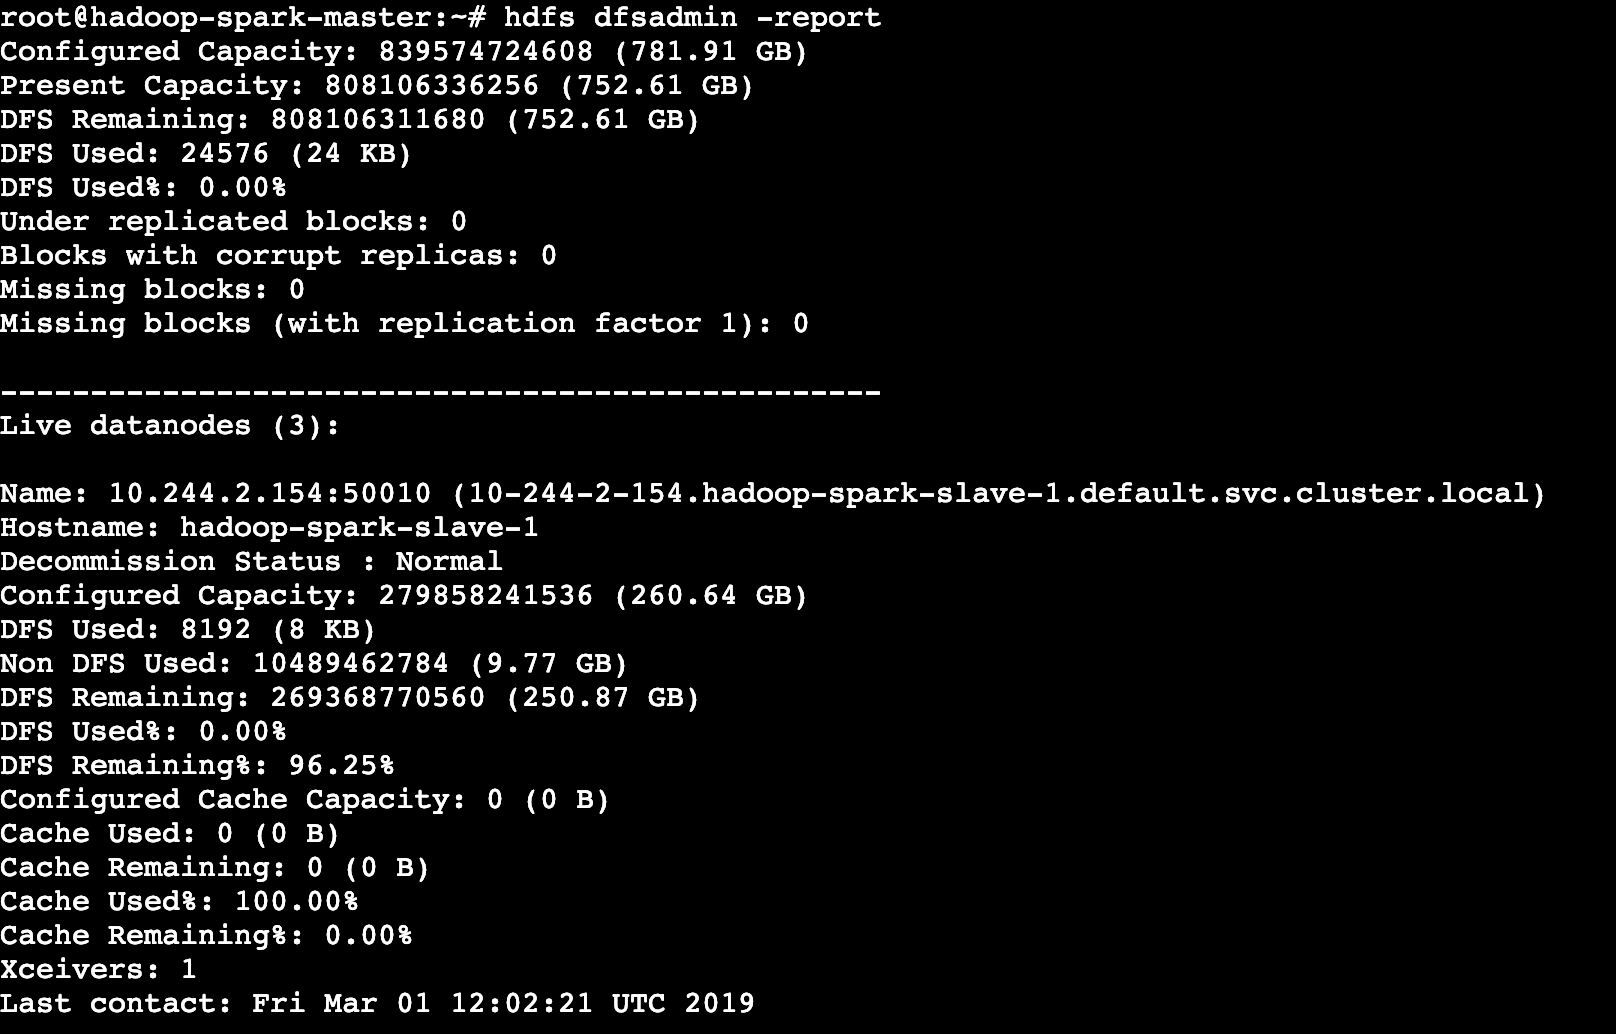 root@hadoop-spark-master:~# hdfs dfsadmin -report
Configured Capacity: 839574724608 (781.91 GB)
Present Capacity: 808106336256 (752.61 GB)
DFS Remaining: 808106311680 (752.61 GB)
DFS Used: 24576 (24 KB)
DFS Used%: 0.00%
Under replicated blocks: 0
Blocks with corrupt replicas: 0
Missing blocks: 0
Missing blocks (with replication factor 1): 0
-------------------------------------------------
Live datanodes (3):
Name: 10.244.2.154:50010 (10-244-2-154.hadoop-spark-slave-1.default.svc.cluster.local)
Hostname: hadoop-spark-slave-1
Decommission Status : Normal
Configured Capacity: 279858241536 (260.64 GB)
DFS Used: 8192 (8 KB)
Non DFS Used: 10489462784 (9.77 GB)
DFS Remaining: 269368770560 (250.87 GB)
DFS Used%: 0.00%
DFS Remaining%: 96.25%
Configured Cache Capacity: 0 (0 B)
Cache Used: 0 (0 B)
Cache Remaining: 0 (0 B)
Cache Used%: 100.00%
Cache Remaining%: 0.00%
Xceivers: 1
Last contact: Fri Mar 01 12:02:21 UTC 2019